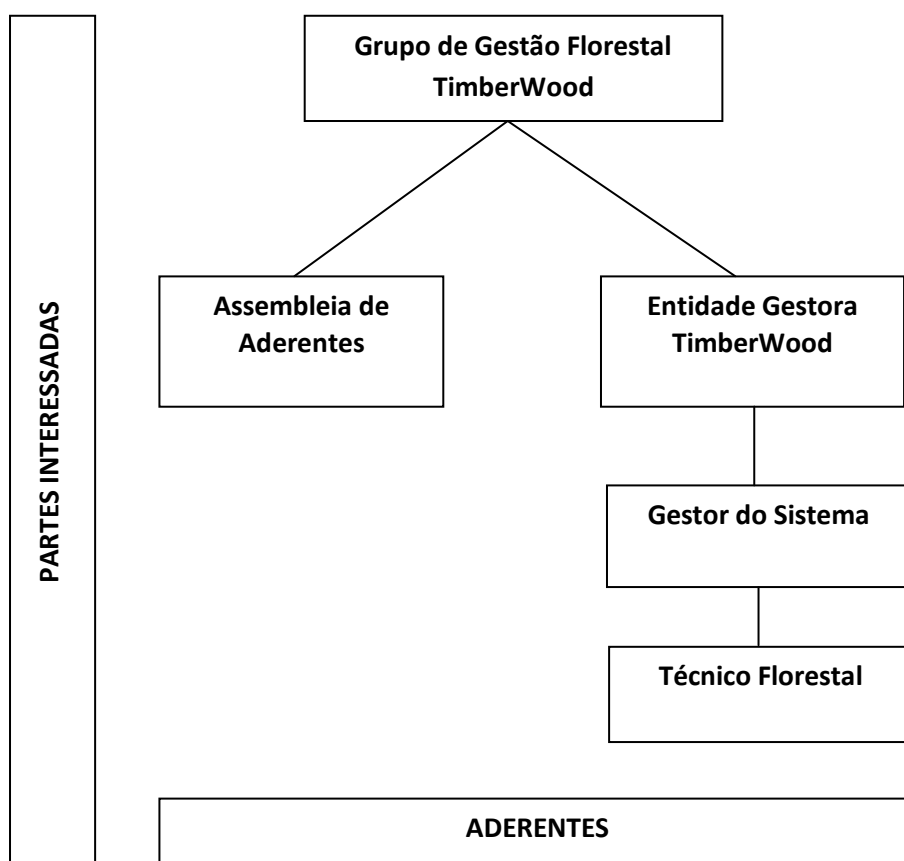 PARTES INTERESSADAS
Grupo de Gestão Florestal
TimberWood
Assembleia de
Aderentes
Entidade Gestora
TimberWood
Gestor do Sistema
Técnico Florestal
ADERENTES